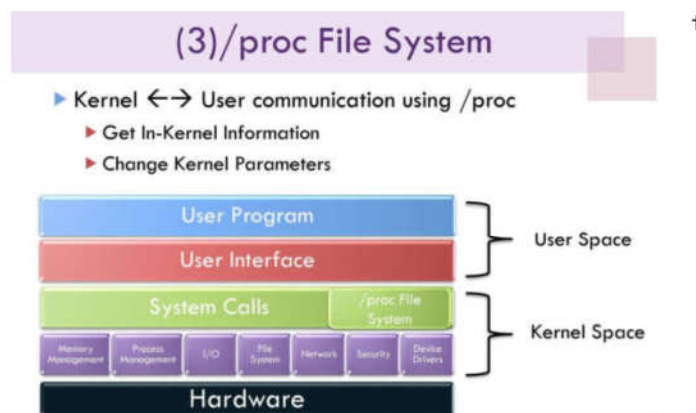 (3)/proc File System
Kernel ←→ User communication using /proc
Get In-Kernel Information
Change Kernel Parameters
User Program
User Interface
User Space
System Calls
/proc File
System
Kernel Space
Memory
Management
Process
Management
I/O
File
System
Network
Security
Device
Drivers
Hardware